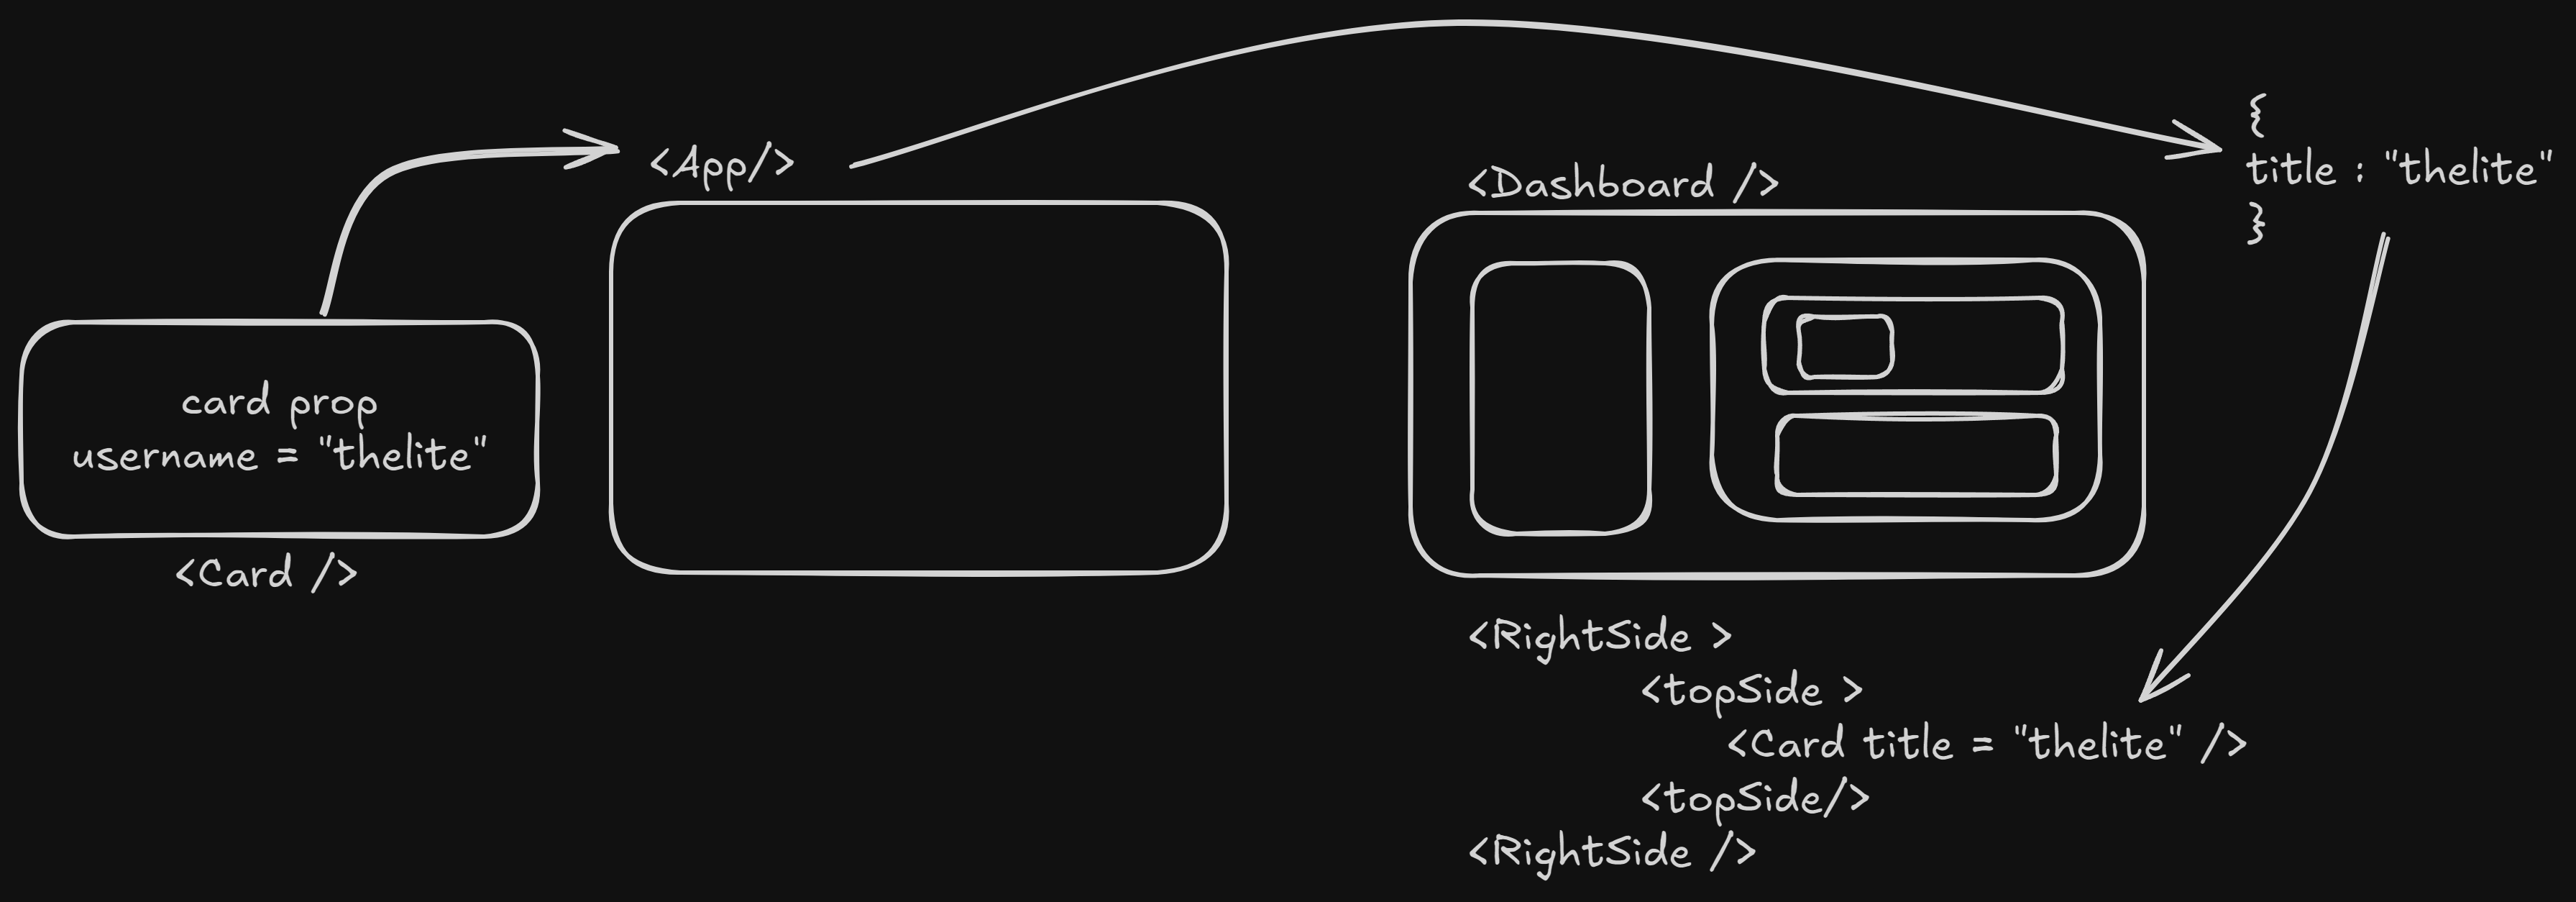 <App/>
{
title : "thelite"
}
<Dashboard />
card prop
username = "thelite"
<Card />
<RightSide >
<topSide >
<Card title = "thelite" />
<topSide/>
<RightSide />